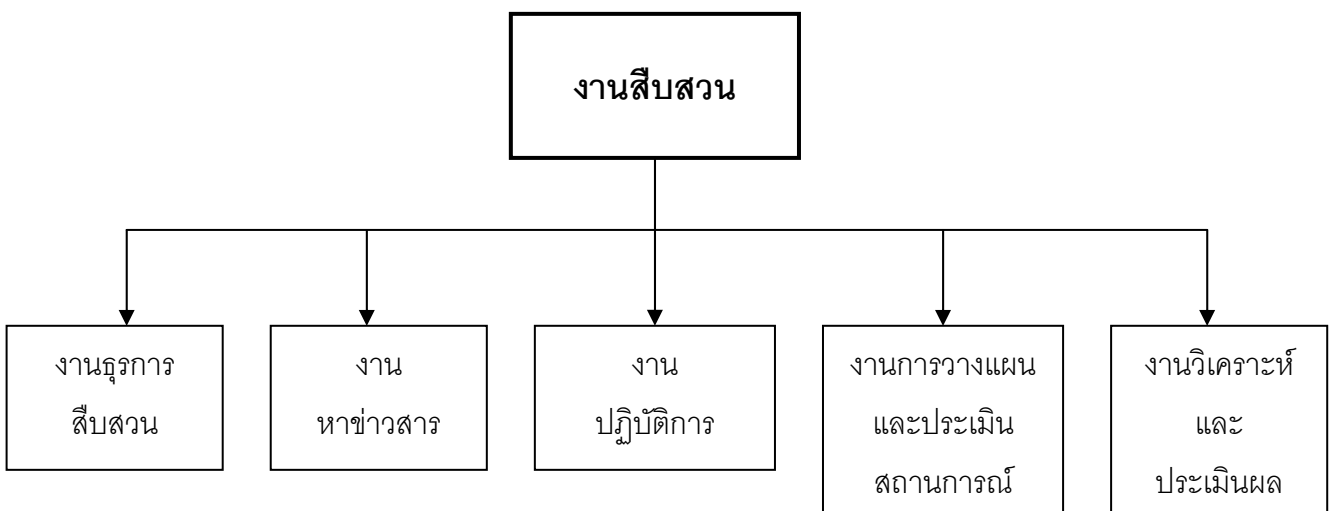 งานสืบสวน
งานธุรการ
สืบสวน
งาน
หาข่าวสาร
งาน
ปฏิบัติการ
งานการวางแผน
และประเมิน
สถานการณ์
งานวิเคราะห์
และ
ประเมินผล